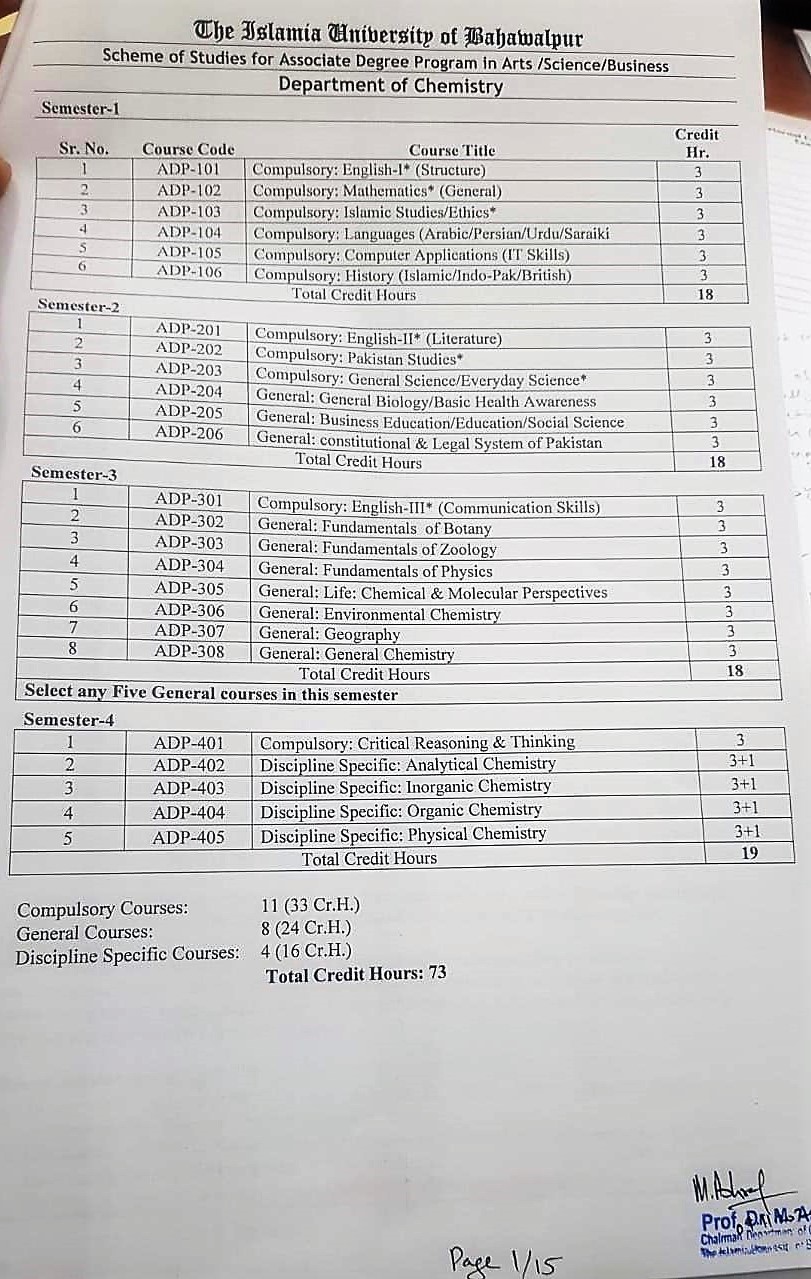 The Islamia University of Bahawalpur
Scheme of Studies for Associate Degree Program in Arts /Science/Business
Department of Chemistry
Semester-1
Sr. No. Course Code Course Title Credit Hr.
1 ADP-101 Compulsory: English-I* (Structure) 3
2 ADP-102 Compulsory: Mathematics* (General) 3
3 ADP-103 Compulsory: Islamic Studies/Ethics* 3
4 ADP-104 Compulsory: Languages (Arabic/Persian/Urdu/Saraiki 3
5 ADP-105 Compulsory: Computer Applications (IT Skills) 3
6 ADP-106 Compulsory: History (Islamic/Indo-Pak/British) 3
Total Credit Hours 18
Semester-2
1 ADP-201 Compulsory: English-II* (Literature) 3
2 ADP-202 Compulsory: Pakistan Studies* 3
3 ADP-203 Compulsory: General Science/Everyday Science* 3
4 ADP-204 General: General Biology/Basic Health Awareness 3
5 ADP-205 General: Business Education/Education/Social Science 3
6 ADP-206 General: constitutional & Legal System of Pakistan 3
Total Credit Hours 18
Semester-3
1 ADP-301 Compulsory: English-III* (Communication Skills) 3
2 ADP-302 General: Fundamentals of Botany 3
3 ADP-303 General: Fundamentals of Zoology 3
4 ADP-304 General: Fundamentals of Physics 3
5 ADP-305 General: Life: Chemical & Molecular Perspectives 3
6 ADP-306 General: Environmental Chemistry 3
7 ADP-307 General: Geography 3
8 ADP-308 General: General Chemistry 3
Total Credit Hours 18
Select any Five General courses in this semester
Semester-4
1 ADP-401 Compulsory: Critical Reasoning & Thinking 3
2 ADP-402 Discipline Specific: Analytical Chemistry 3+1
3 ADP-403 Discipline Specific: Inorganic Chemistry 3+1
4 ADP-404 Discipline Specific: Organic Chemistry 3+1
5 ADP-405 Discipline Specific: Physical Chemistry 3+1
Total Credit Hours 19
Compulsory Courses: 11 (33 Cr.H.)
General Courses: 8 (24 Cr.H.)
Discipline Specific Courses: 4 (16 Cr.H.)
Total Credit Hours: 73
Prof. Dr. M. A
Chairman Department of
Page 1/15